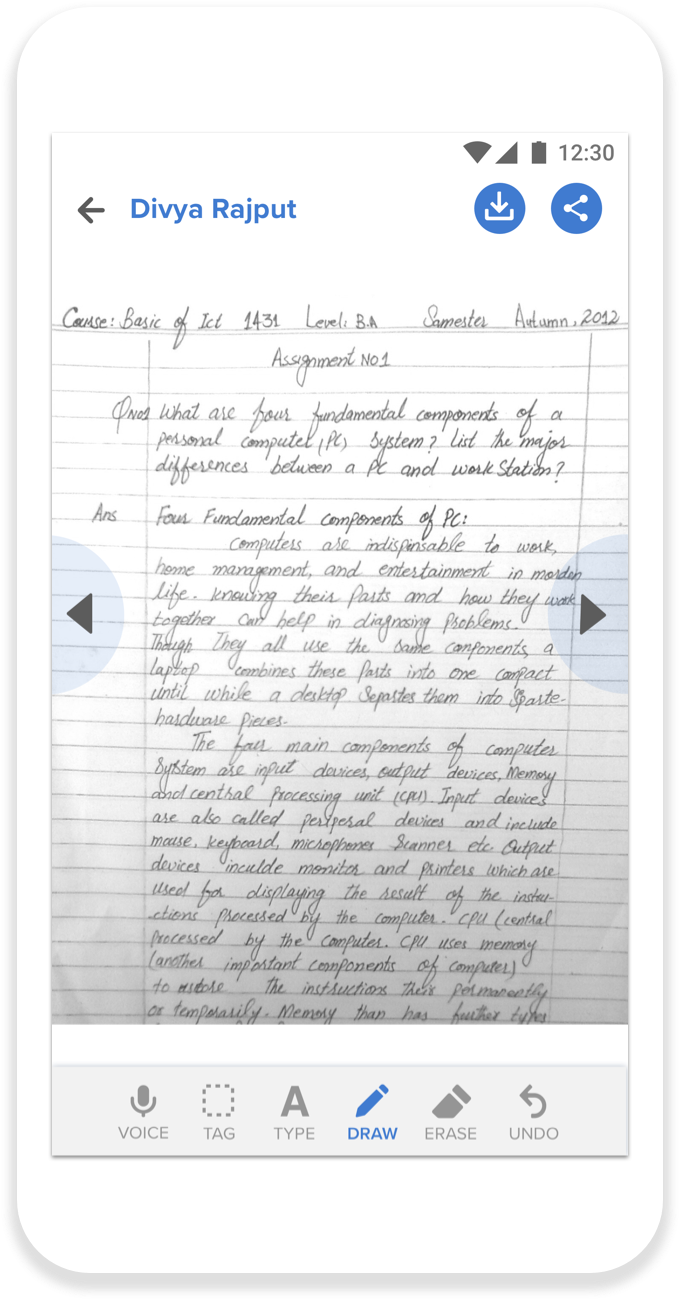 12:30
Divya Rajput
Course: Basic of Ict 1431 Level: B.A Samester Autumn, 2012
Assignment NO1
QNo1 What are four fundamental components of a
personal computer (PC) system? List the major
differences between a PC and work Station?
Ans Four Fundamental components of PC:
Computers are indispinsable to work,
home management, and entertainment in morden
life. knowing their Parts and how they work
together can help in diagnosing Problems.
Though They all use the same components, a
laptop combines these Parts into one compact
until while a desktop Sepastes them into Sparte-
hardware pieces.
The four main components of computer
System are input devices, output devices, Memory
and central Processing unit (CPU). Input devices
are also called periperal devices and include
mouse, keyboard, microphones Scanner etc. Output
devices inculde monitor and printers which are
used for displaying the result of the instru-
-ctions processed by the computer. CPU (central
Processed by the computer. CPU uses memory
(another important components of computer)
to the instructions their permanently
or temporarily. Memory than has further types
VOICE TAG TYPE DRAW ERASE UNDO